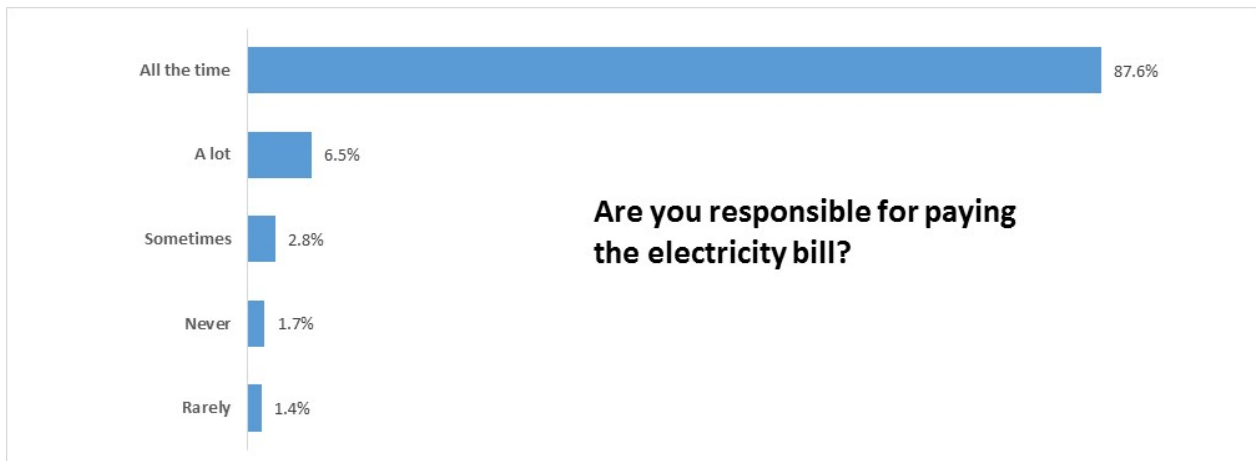 All the time
87.6%
A lot
6.5%
Are you responsible for paying
the electricity bill?
Sometimes
2.8%
Never
1.7%
Rarely
1.4%